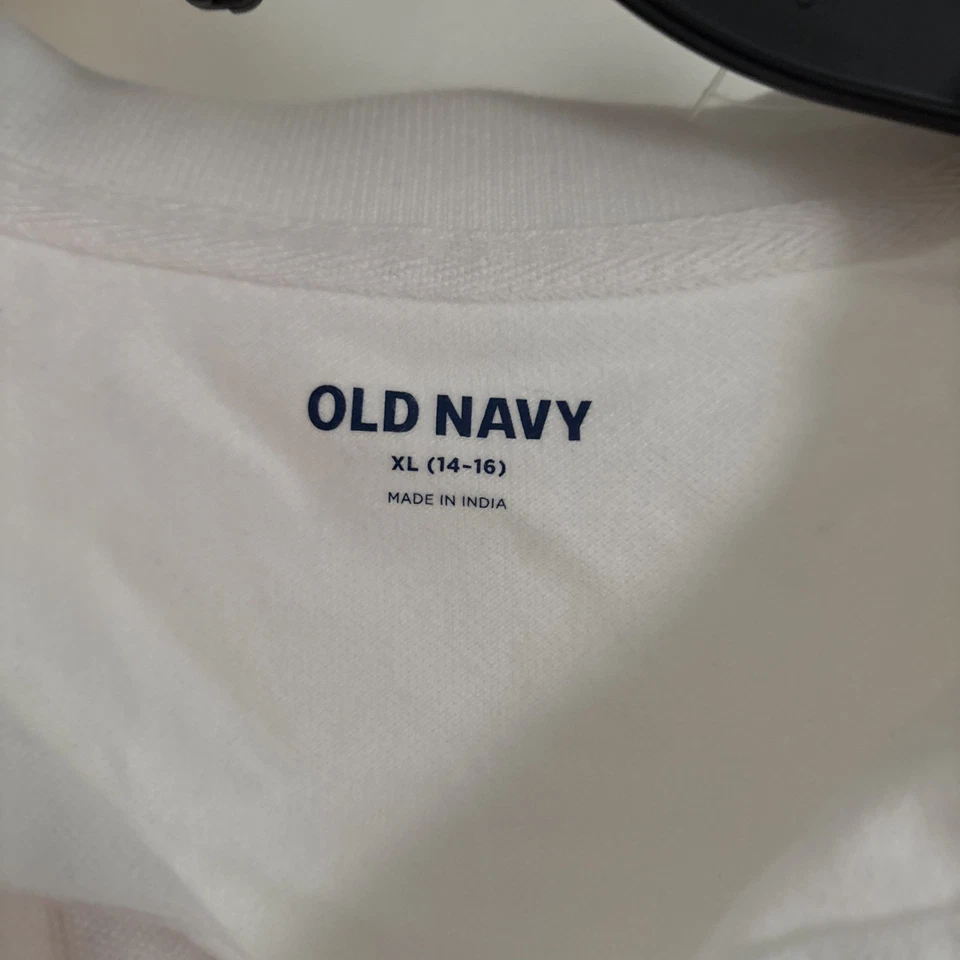 OLD NAVY
XL (14-16)
MADE IN INDIA